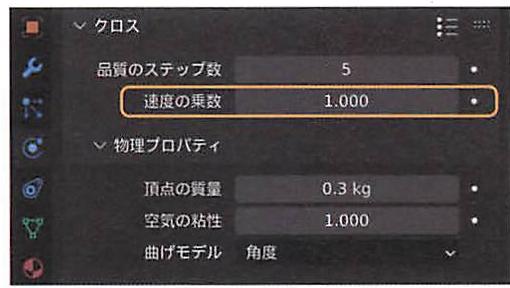 クロス
品質のステップ数 5
速度の乗数 1.000
物理プロパティ
頂点の質量 0.3 kg
空気の粘性 1.000
曲げモデル 角度